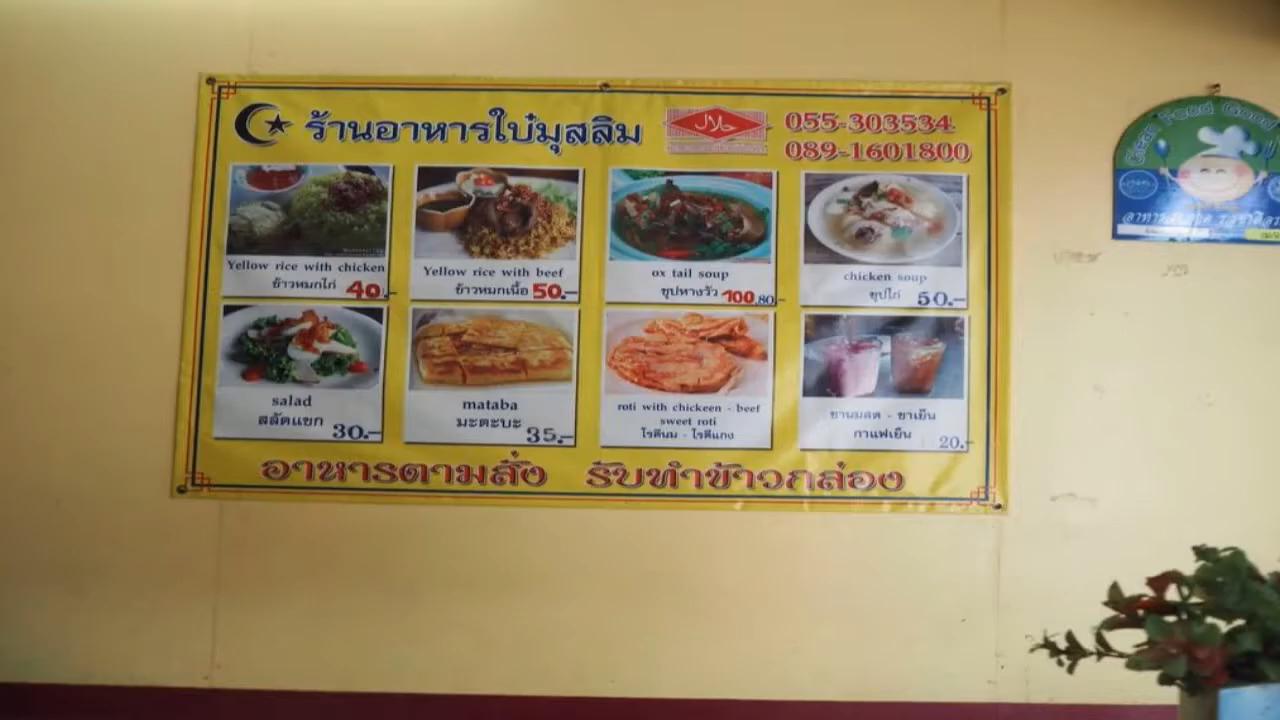 ร้านอาหารใบ๋มุสลิม
حلال
055-303534
089-1601800
Yellow rice with chicken
ข้าวหมกไก่ 40.-
Yellow rice with beef
ข้าวหมกเนื้อ 50.-
ox tail soup
ซุปหางวัว 100.80.-
chicken soup
ซุปไก่ 50.-
salad
สลัดแขก 30.-
mataba
มะตะบะ 35.-
roti with chickeen - beef
sweet roti
โรตีนม - โรตีแกง
ชานมสด - ชาเย็น
กาแฟเย็น 20.-
อาหารตามสั่ง รับทำข้าวกล่อง
Clean Food Good